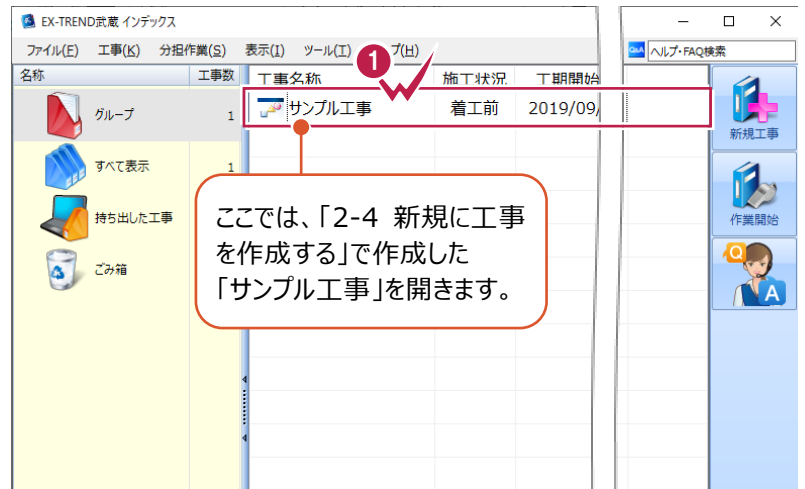 EX-TREND武蔵 インデックス
ファイル(F) 工事(K) 分担作業(S) 表示(I) ツール(T) プ(H)
ヘルプ・FAQ検索
名称 工事数 工事名称 施工状況 工期開始
1
グループ 1
サンプル工事 着工前 2019/09/
すべて表示 1
持ち出した工事
ごみ箱
ここでは、「2-4 新規に工事
を作成する」で作成した
「サンプル工事」を開きます。
新規工事
作業開始
Q
A